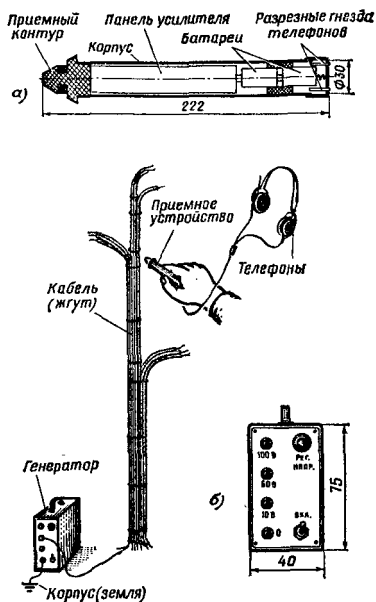 Приемный контур
Панель усилителя
Корпус
Батареи
Разрезные гнезда телефонов
а)
222
Ф30
Приемное устройство
Телефоны
Кабель (жгут)
Генератор
Корпус (земля)
б)
100 В
РЕГ. НАПР.
60 В
10 В
ВКЛ.
0
75
40